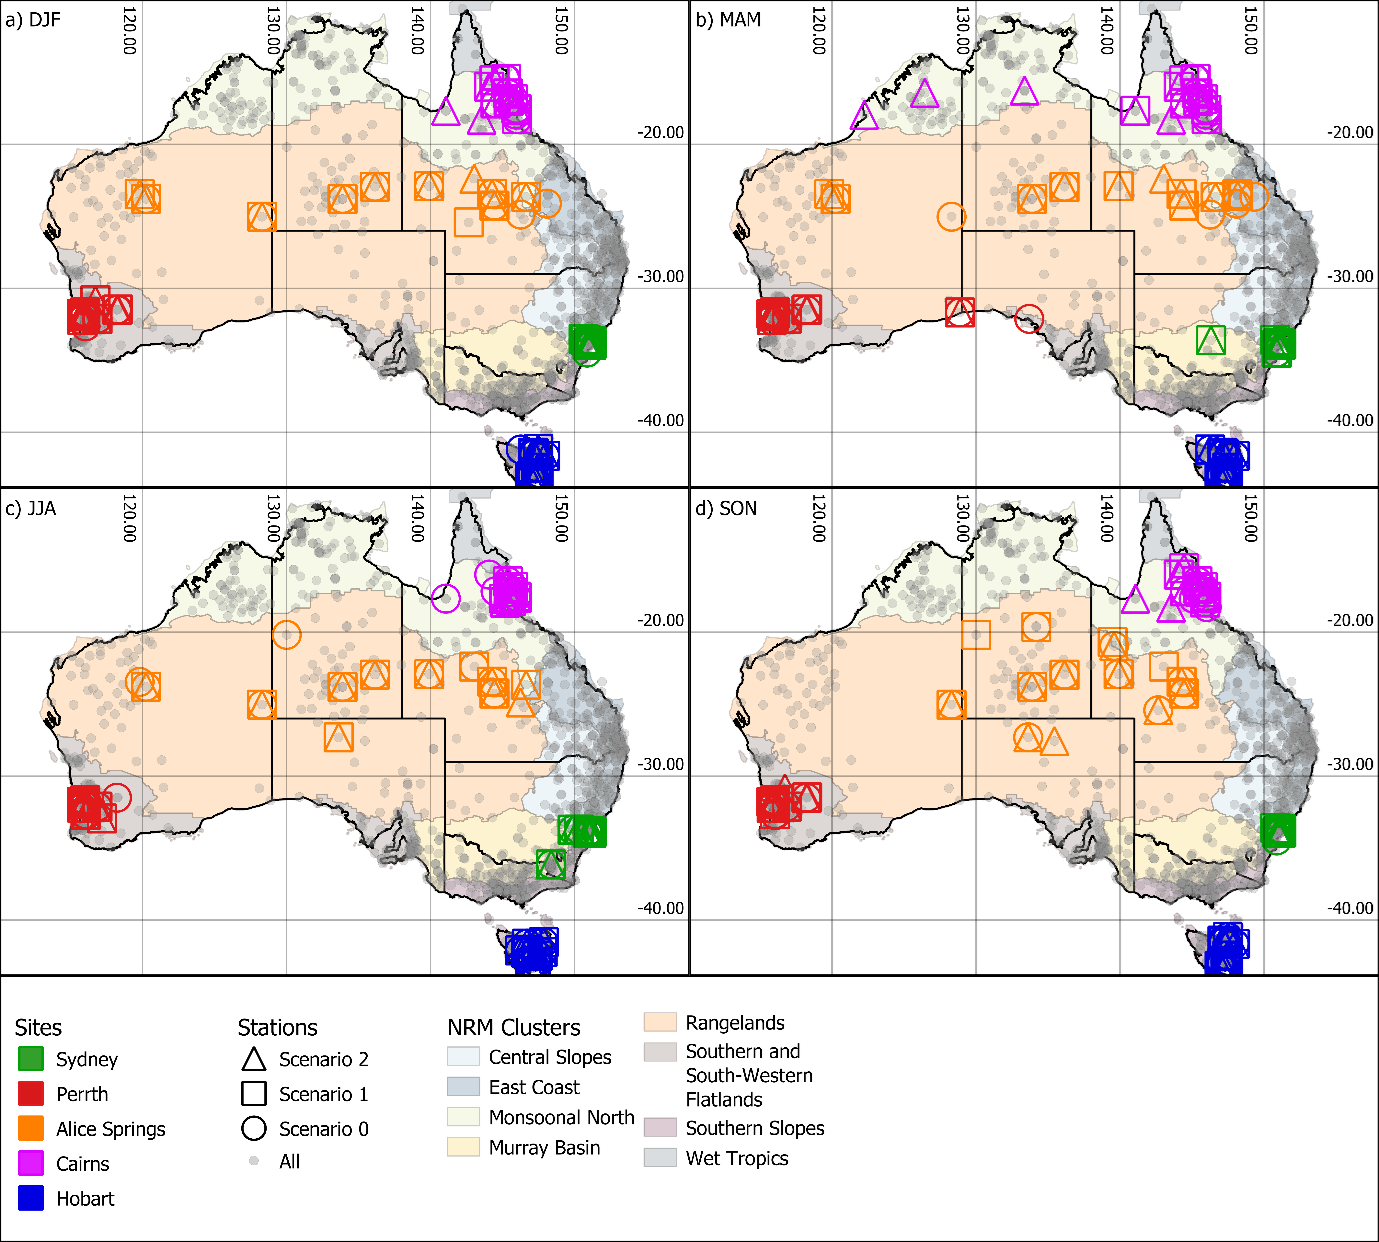 a) DJF
120.00
130.00
140.00
150.00
-20.00
-30.00
-40.00
b) MAM
120.00
130.00
140.00
150.00
-20.00
-30.00
-40.00
c) JJA
120.00
130.00
140.00
150.00
-20.00
-30.00
-40.00
d) SON
120.00
130.00
140.00
150.00
-20.00
-30.00
-40.00
Sites
Sydney
Perrth
Alice Springs
Cairns
Hobart
Stations
Scenario 2
Scenario 1
Scenario 0
All
NRM Clusters
Central Slopes
East Coast
Monsoonal North
Murray Basin
Rangelands
Southern and
South-Western
Flatlands
Southern Slopes
Wet Tropics